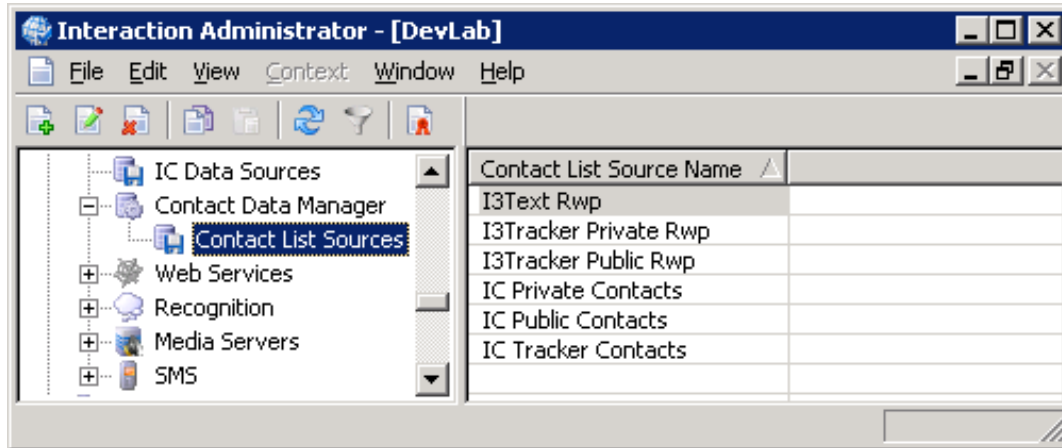 Interaction Administrator - [DevLab]
File Edit View Context Window Help
IC Data Sources
Contact Data Manager
Contact List Sources
Web Services
Recognition
Media Servers
SMS
Contact List Source Name
I3Text Rwp
I3Tracker Private Rwp
I3Tracker Public Rwp
IC Private Contacts
IC Public Contacts
IC Tracker Contacts